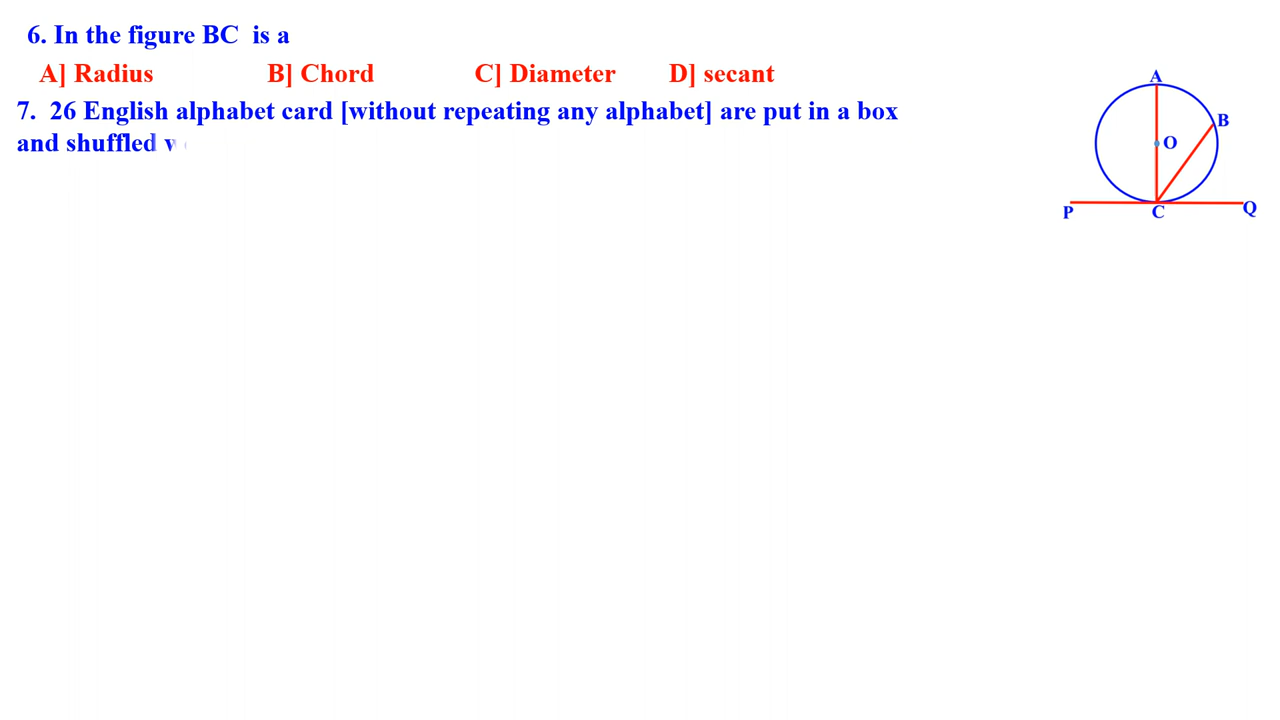 6. In the figure BC is a
A] Radius B] Chord C] Diameter D] secant
7. 26 English alphabet card [without repeating any alphabet] are put in a box
and shuffled
A
B
O
P
C
Q